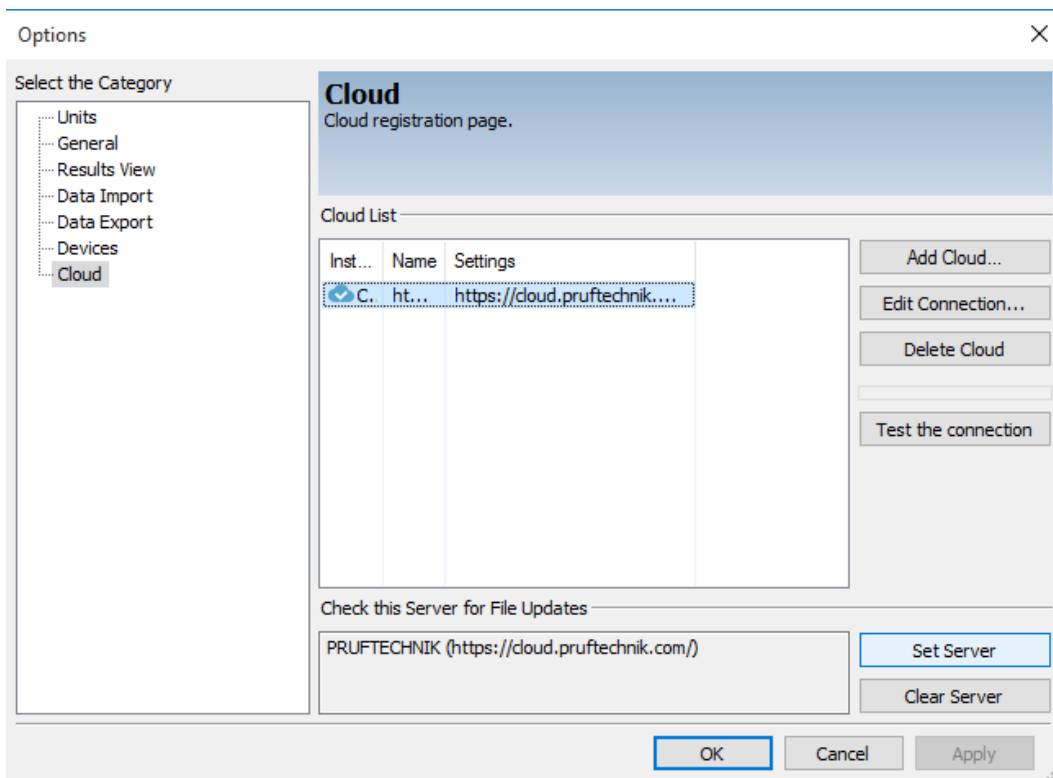 Options
Select the Category
Units
General
Results View
Data Import
Data Export
Devices
Cloud
Cloud
Cloud registration page.
Cloud List
Inst... Name Settings
C. ht... https://cloud.pruftechnik....
Add Cloud...
Edit Connection...
Delete Cloud
Test the connection
Check this Server for File Updates
PRUFTECHNIK (https://cloud.pruftechnik.com/)
Set Server
Clear Server
OK Cancel Apply